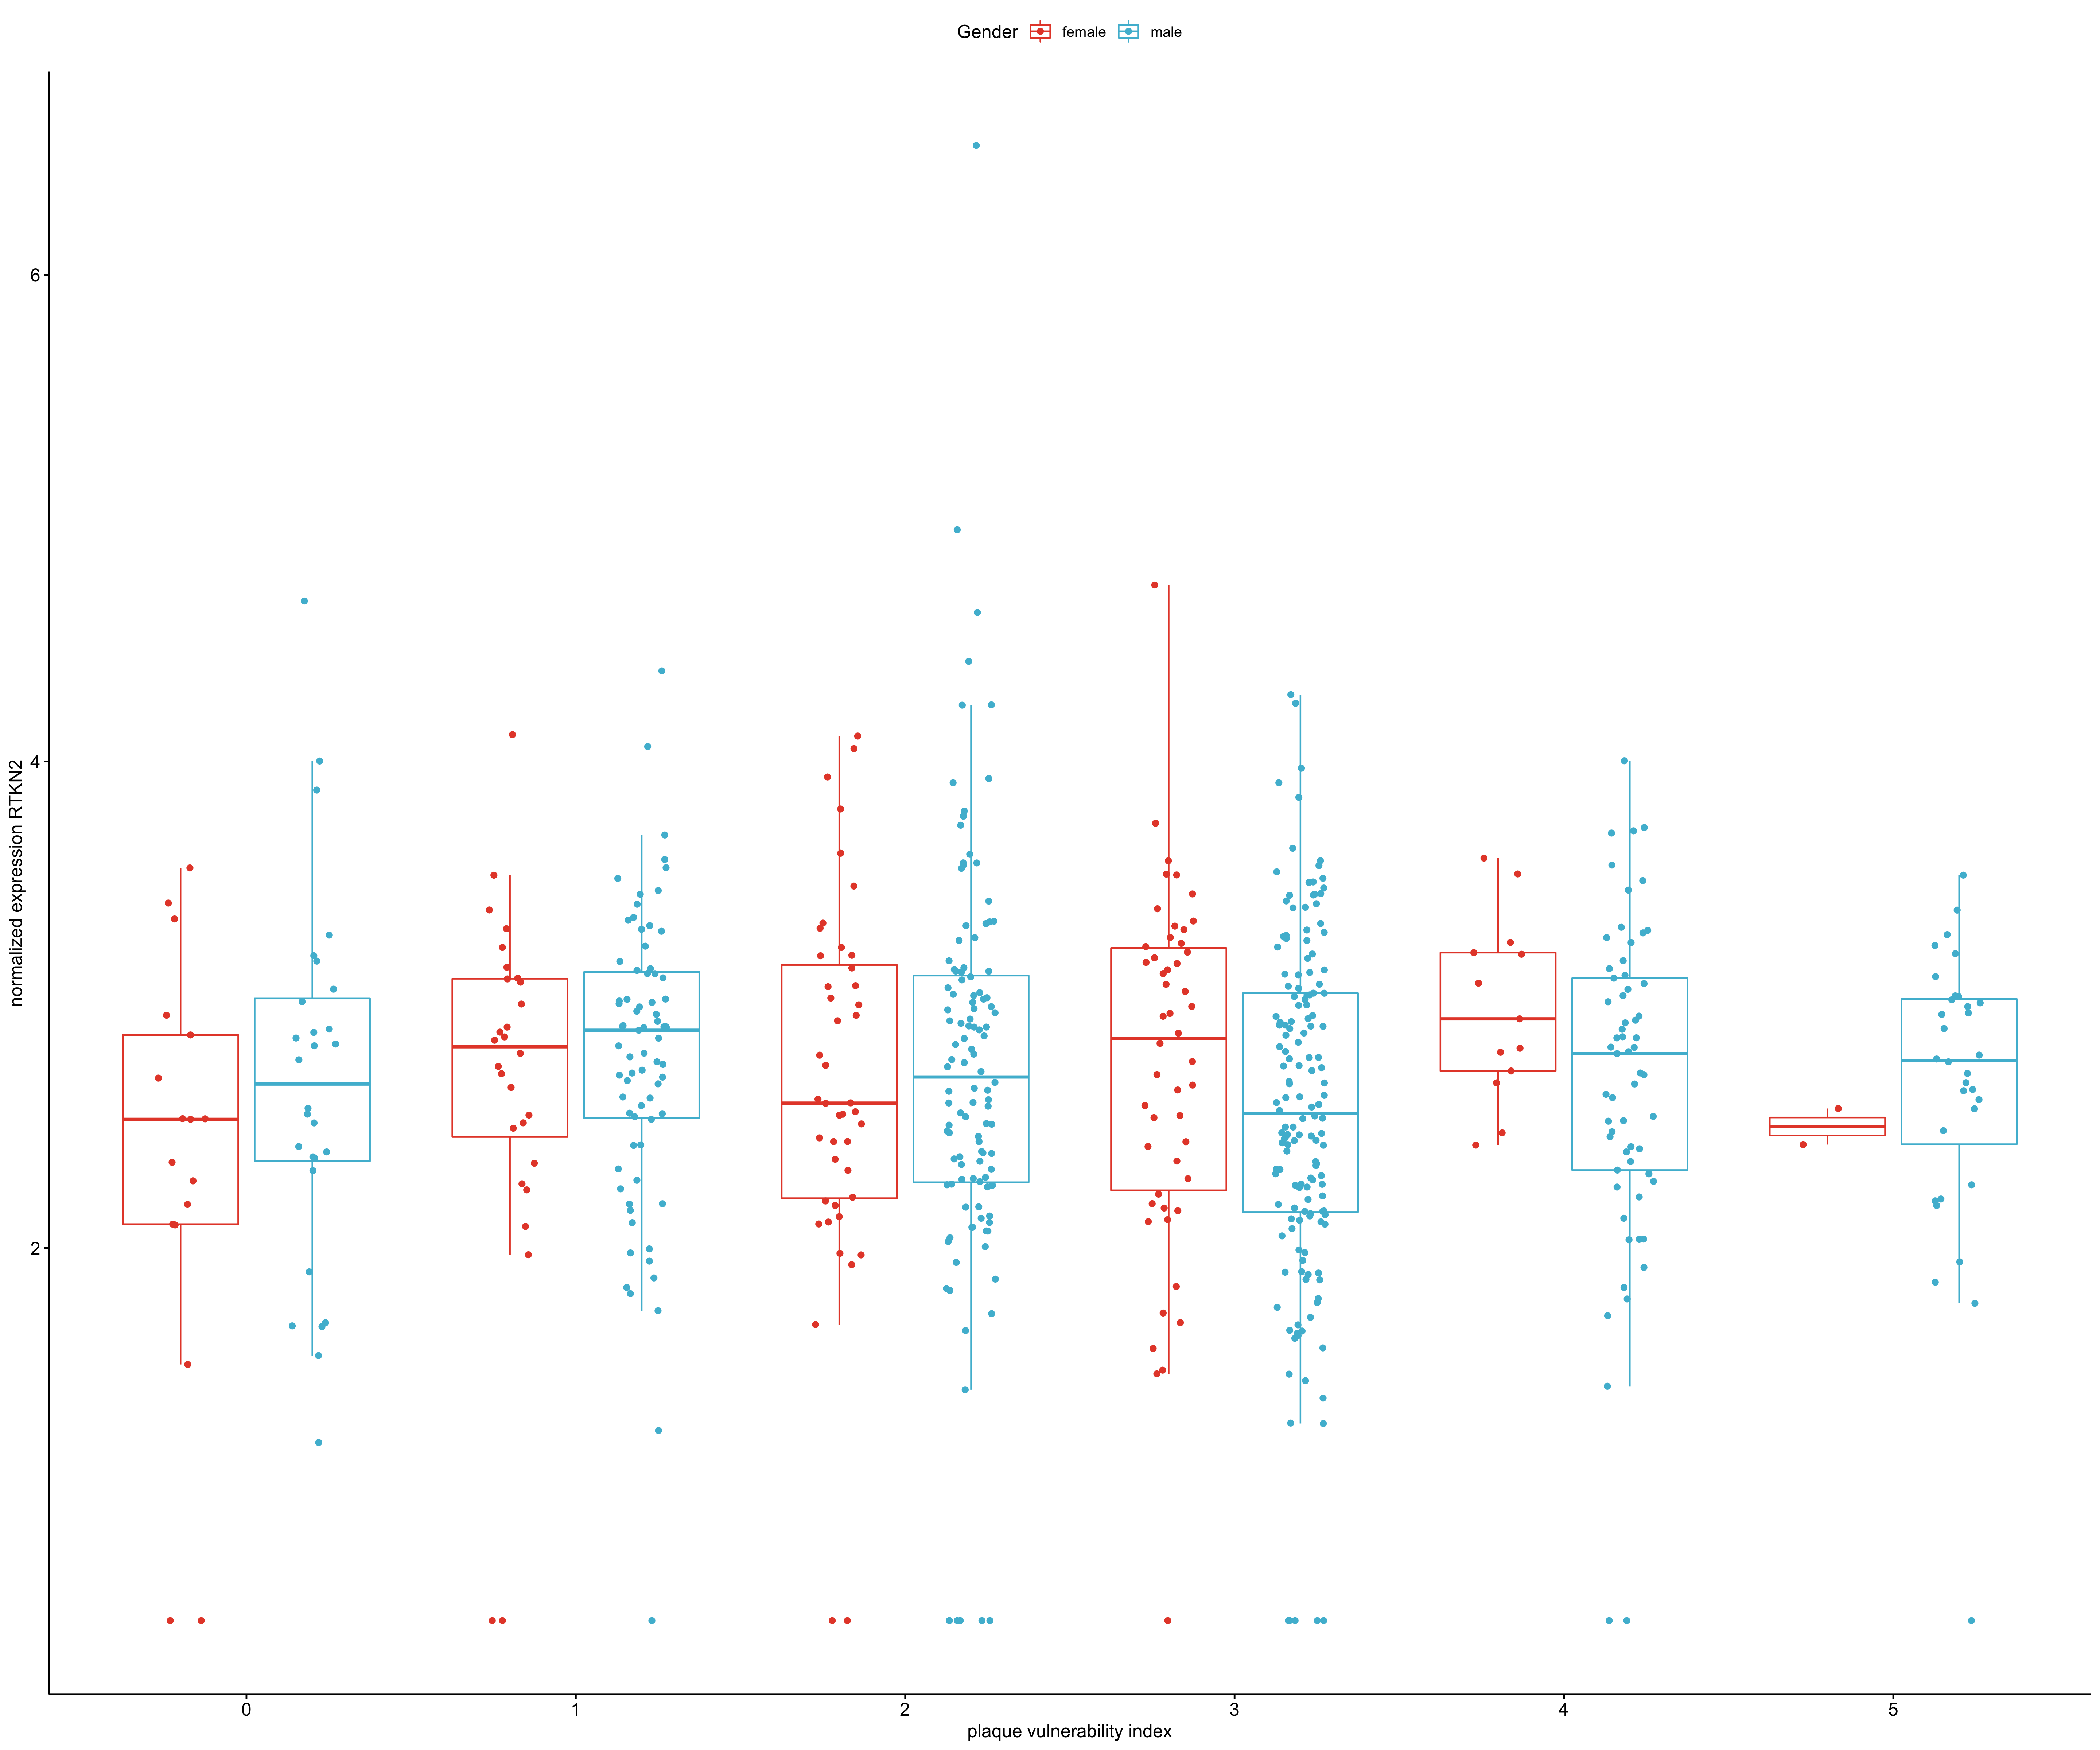 Gender female male
normalized expression RTKN2
6
4
2
0 1 2 3 4 5
plaque vulnerability index